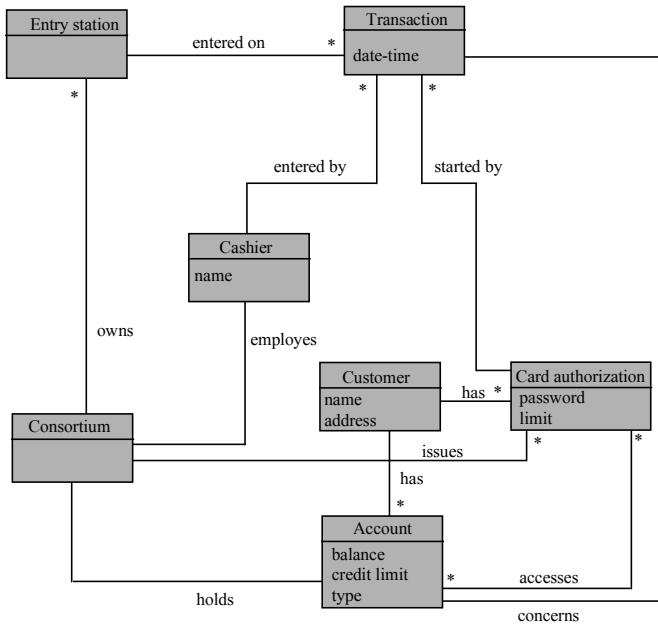 Entry station
Transaction
entered on
*
date-time
*
*
*
entered by
started by
Cashier
name
owns
employes
Customer
Card authorization
name
has
*
password
address
limit
Consortium
issues
*
*
has
*
Account
balance
credit limit
*
accesses
type
holds
concerns